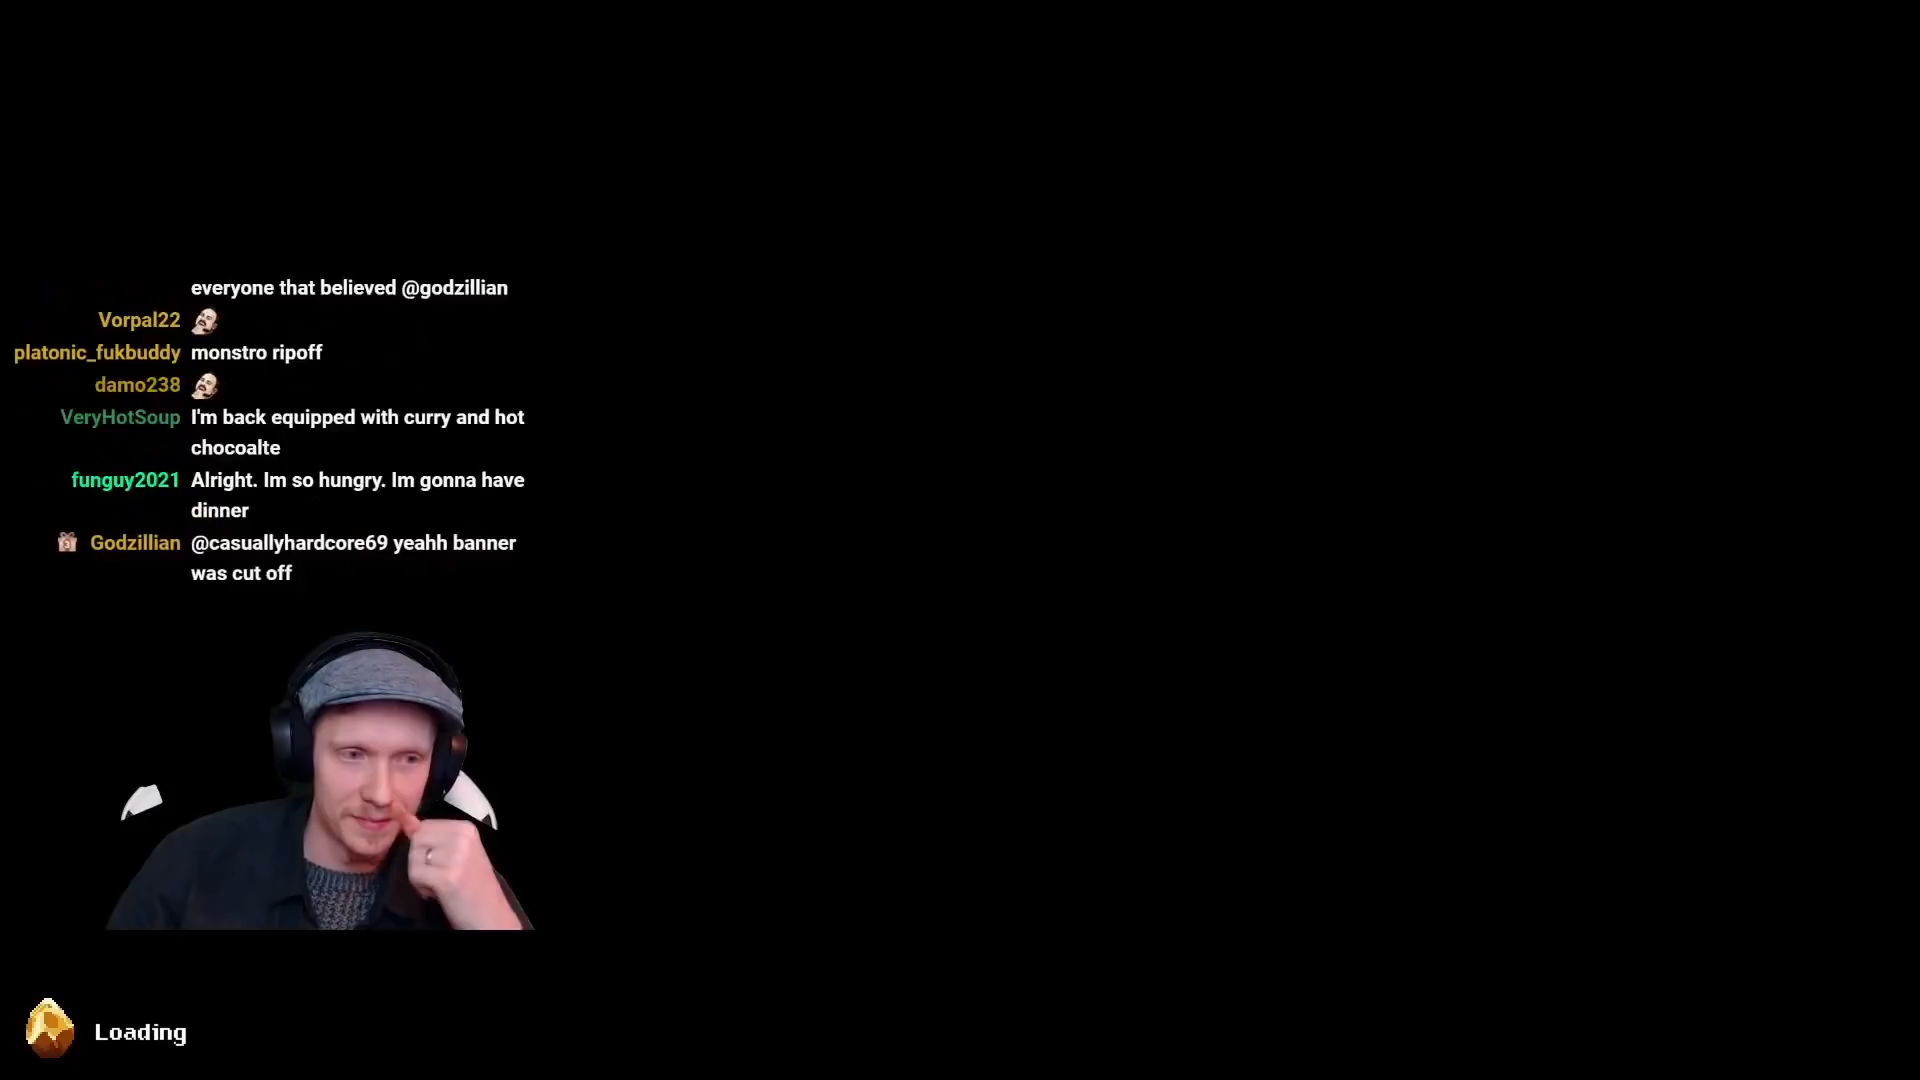 everyone that believed @godzillian
Vorpal22
platonic_fukbuddy monstro ripoff
damo238
VeryHotSoup I'm back equipped with curry and hot
chocoalte
funguy2021 Alright. Im so hungry. Im gonna have
dinner
Godzillian @casuallyhardcore69 yeahh banner
was cut off
Loading